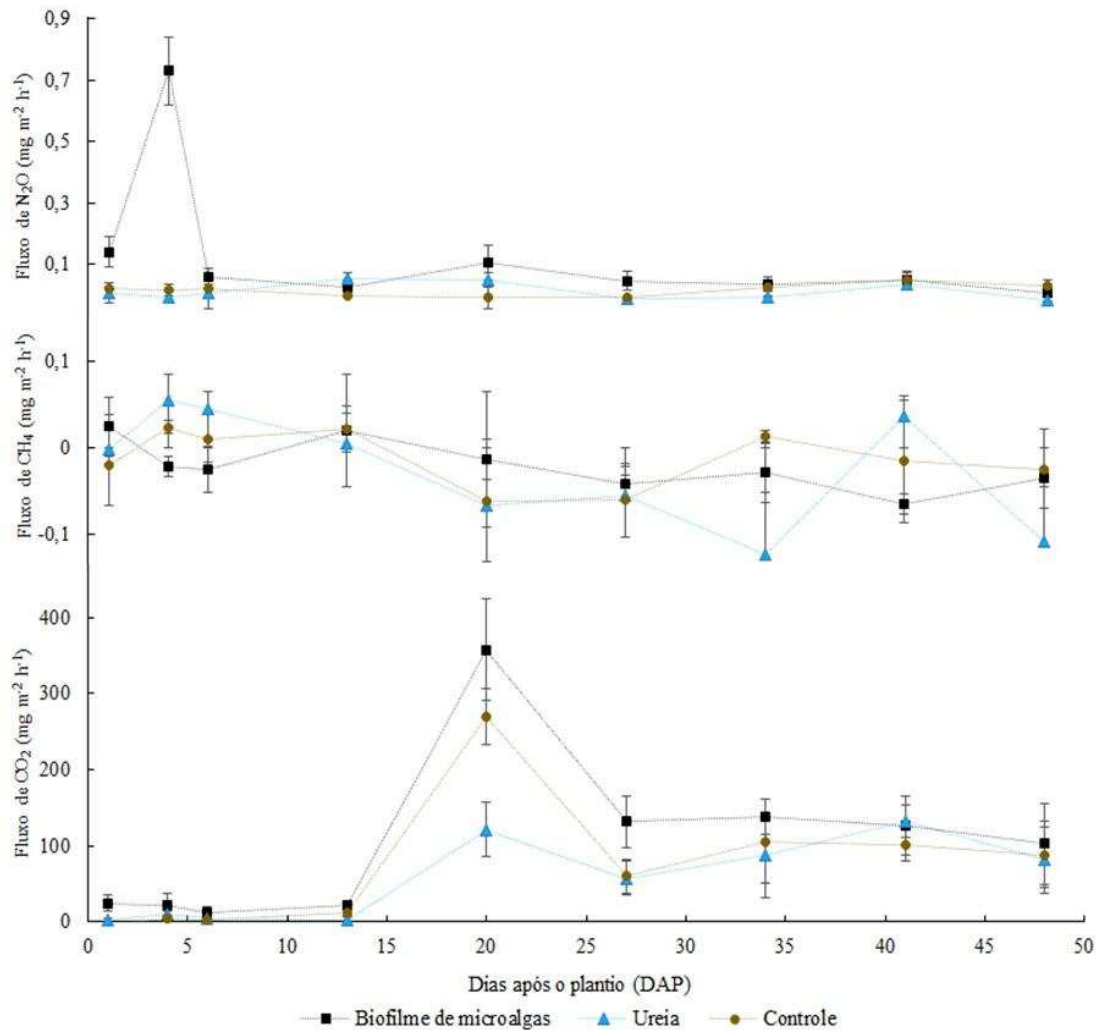 Fluxo de N₂O (mg m⁻² h⁻¹)
0,9
0,7
0,5
0,3
0,1
Fluxo de CH₄ (mg m⁻² h⁻¹)
0,1
0
-0,1
Fluxo de CO₂ (mg m⁻² h⁻¹)
400
300
200
100
0
0 5 10 15 20 25 30 35 40 45 50
Dias após o plantio (DAP)
Biofilme de microalgas Ureia Controle